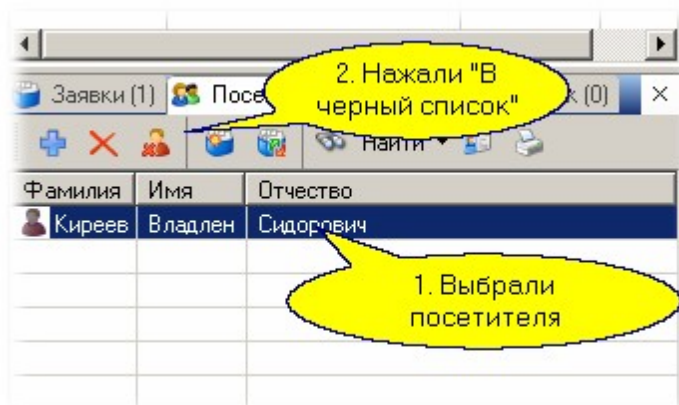 Заявки (1) (0)
2. Нажали "В
черный список"
Найти
Фамилия Имя Отчество
Киреев Владлен Сидорович
1. Выбрали
посетителя